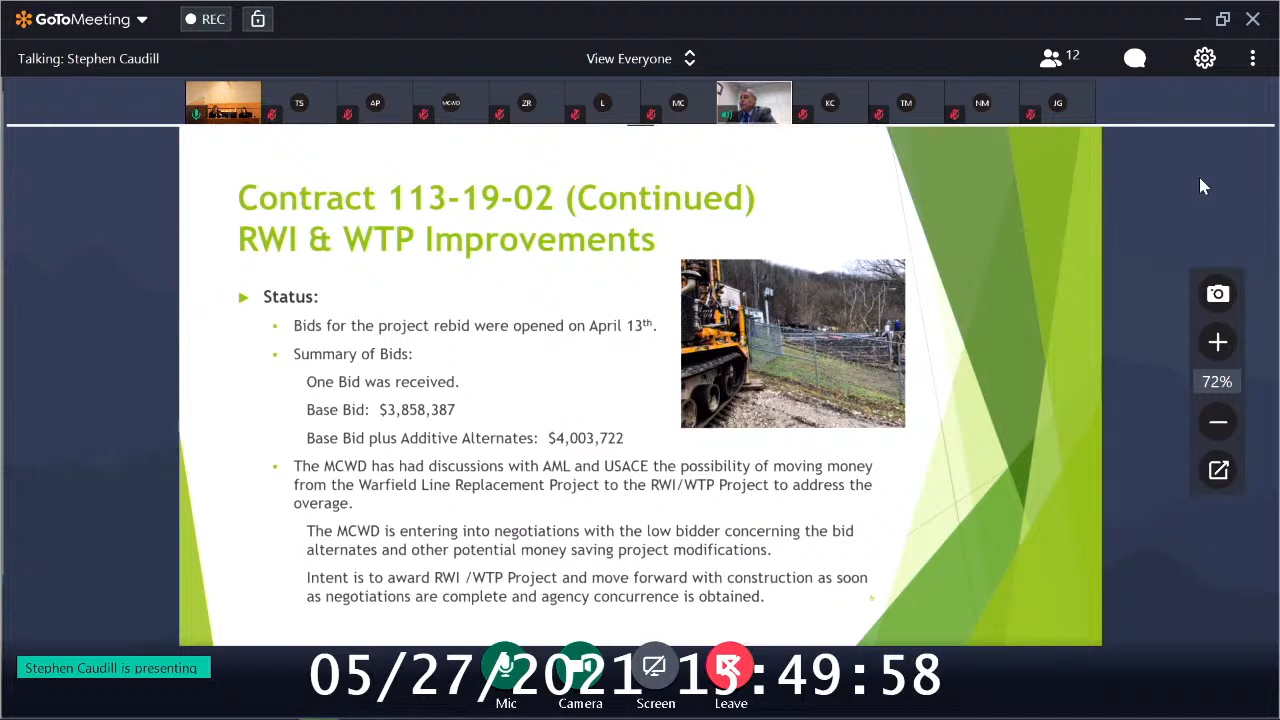 GoToMeeting
REC
Talking: Stephen Caudill
View Everyone
12
TS
AP
MCWD
ZR
L
MC
KC
TM
NM
JG
Contract 113-19-02 (Continued)
RWI & WTP Improvements
Status:
Bids for the project rebid were opened on April 13th.
Summary of Bids:
One Bid was received.
Base Bid: $3,858,387
Base Bid plus Additive Alternates: $4,003,722
The MCWD has had discussions with AML and USACE the possibility of moving money
from the Warfield Line Replacement Project to the RWI/WTP Project to address the
overage.
The MCWD is entering into negotiations with the low bidder concerning the bid
alternates and other potential money saving project modifications.
Intent is to award RWI /WTP Project and move forward with construction as soon
as negotiations are complete and agency concurrence is obtained.
6
72%
Stephen Caudill is presenting
05/27/2021 15:49:58
Mic
Camera
Screen
Leave